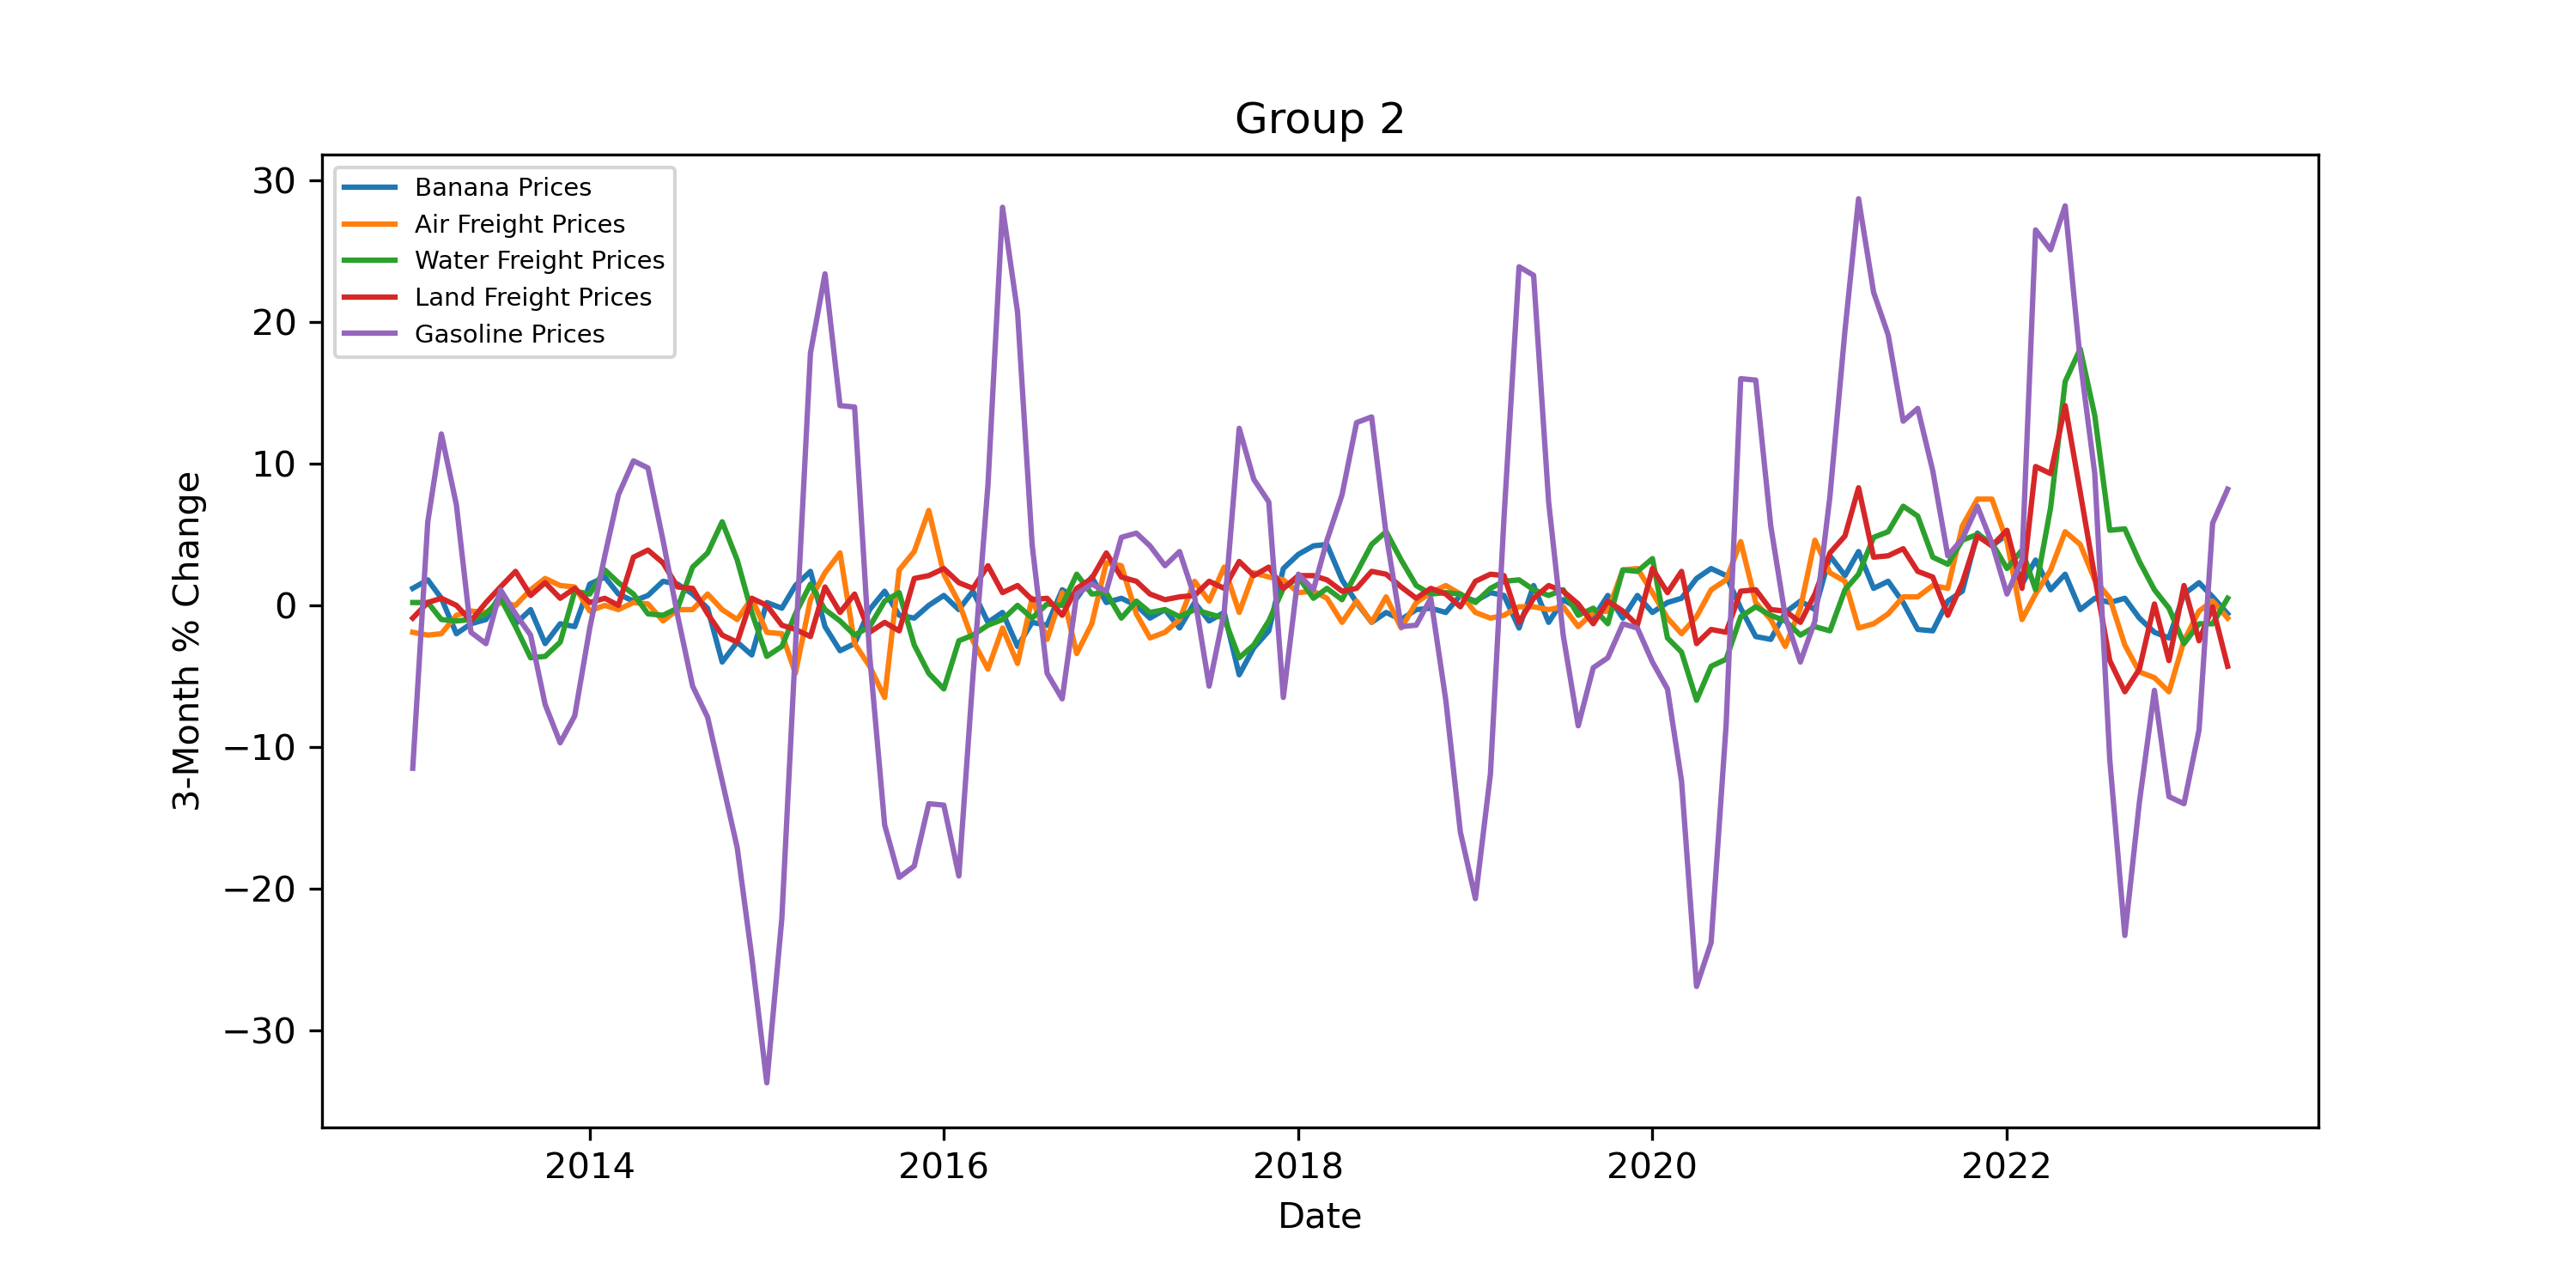 Group 2
30
20
10
0
−10
−20
−30
3-Month % Change
Banana Prices
Air Freight Prices
Water Freight Prices
Land Freight Prices
Gasoline Prices
2014 2016 2018 2020 2022
Date